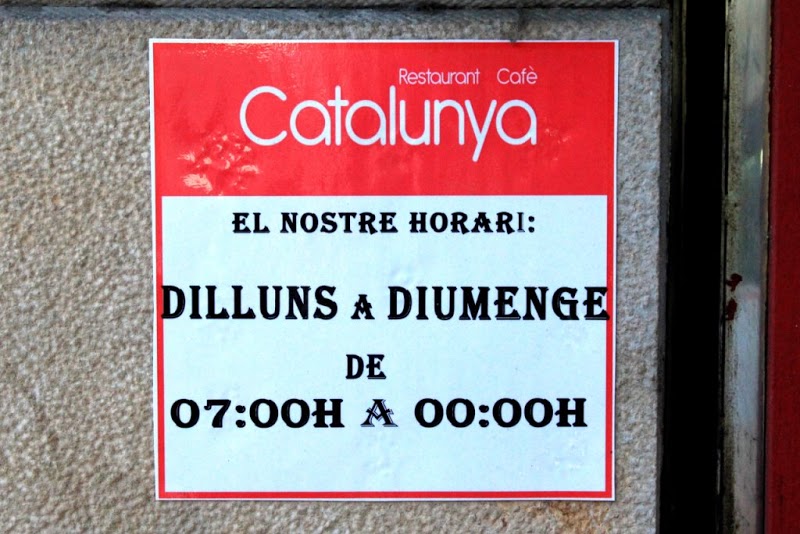 Restaurant Cafè
Catalunya
EL NOSTRE HORARI:
DILLUNS A DIUMENGE
DE
07:00H A 00:00H